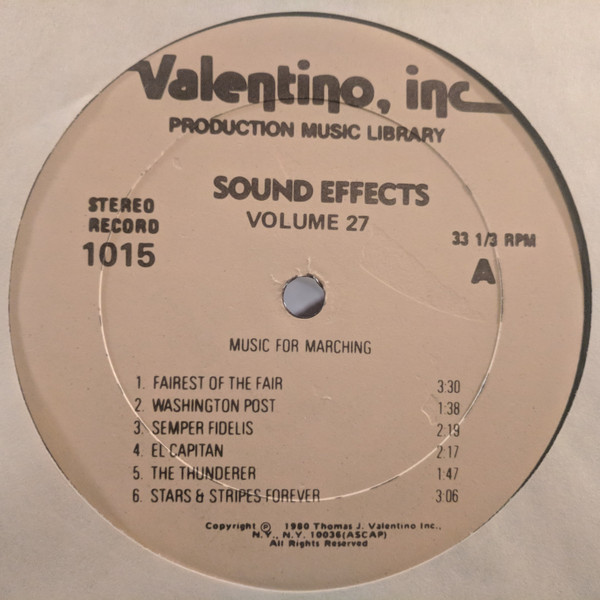 Valentino, inc
PRODUCTION MUSIC LIBRARY
SOUND EFFECTS
VOLUME 27
STEREO
RECORD
1015
33 1/3 RPM
A
MUSIC FOR MARCHING
1. FAIREST OF THE FAIR 3:30
2. WASHINGTON POST 1:38
3. SEMPER FIDELIS 2:19
4. EL CAPITAN 2:17
5. THE THUNDERER 1:47
6. STARS & STRIPES FOREVER 3:06
Copyright ℗ 1980 Thomas J. Valentino Inc.,
N.Y., N.Y. 10036(ASCAP)
All Rights Reserved